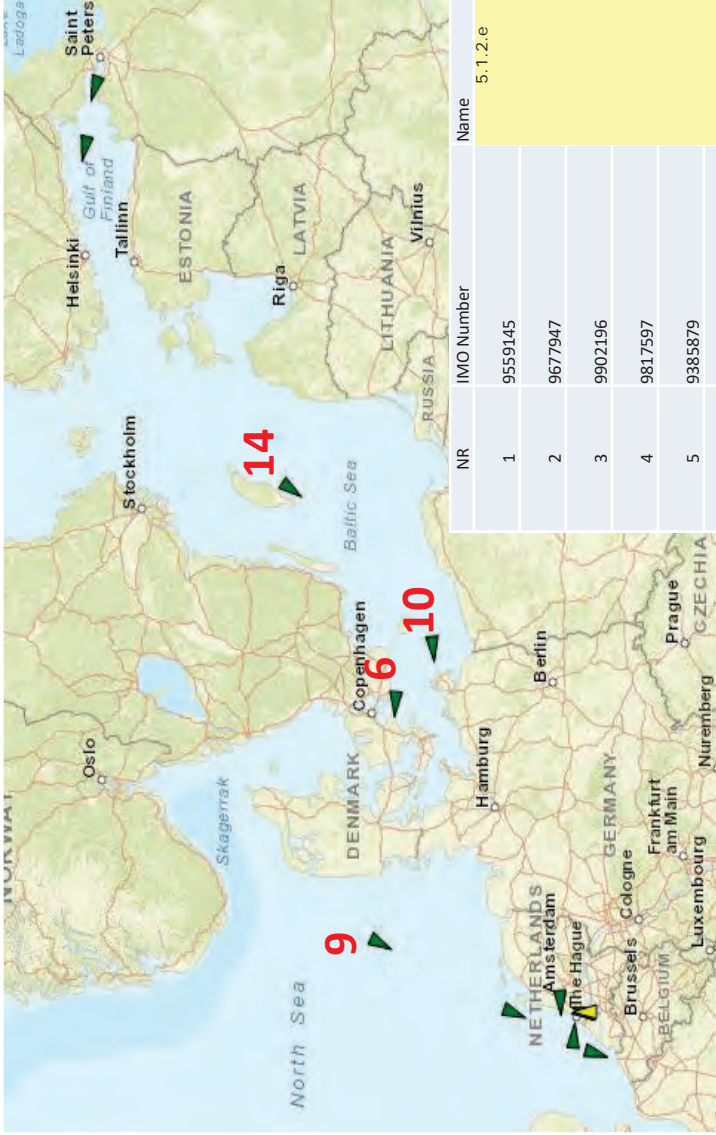 Ladoga
Saint
Peters
Gulf of
Finland
Helsinki
Tallinn
ESTONIA
LATVIA
Riga
LITHUANIA
Vilnius
RUSSIA
Stockholm
14
Baltic Sea
10
Copenhagen
6
Oslo
Skagerrak
DENMARK
9
North Sea
Hamburg
Berlin
Prague
CZECHIA
Nuremberg
GERMANY
Frankfurt
am Main
Cologne
Luxembourg
NETHERLANDS
Amsterdam
The Hague
Brussels
BELGIUM
NR IMO Number Name
1 9559145 5.1.2.e
2 9677947
3 9902196
4 9817597
5 9385879